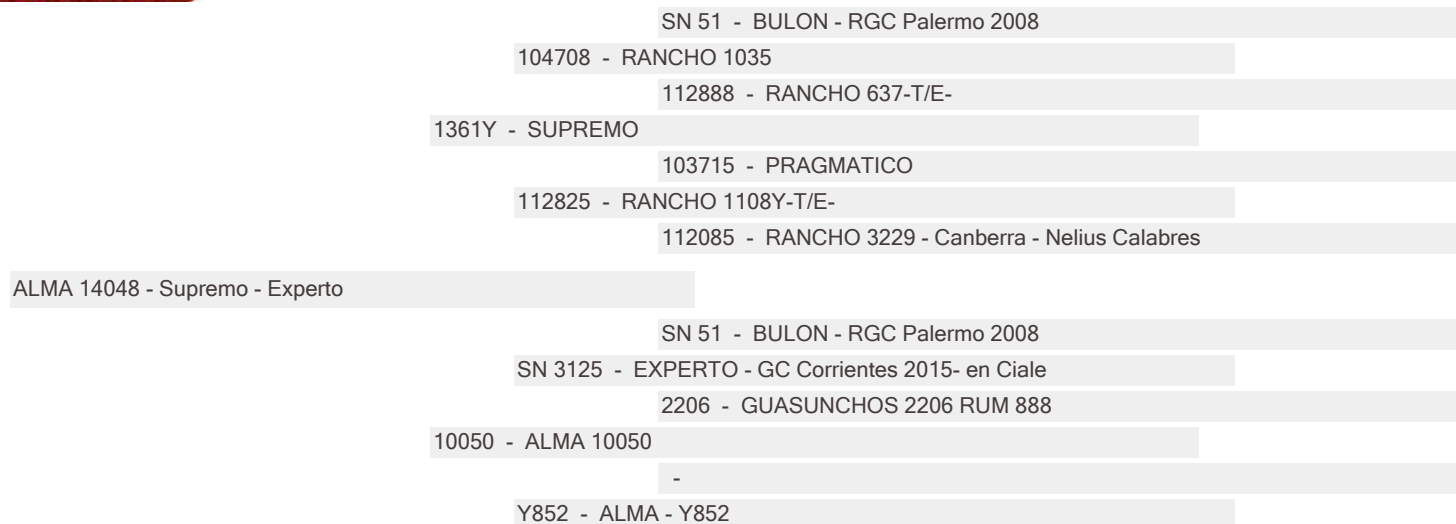 SN 51 - BULON - RGC Palermo 2008
104708 - RANCHO 1035
112888 - RANCHO 637-T/E-
1361Y - SUPREMO
103715 - PRAGMATICO
112825 - RANCHO 1108Y-T/E-
112085 - RANCHO 3229 - Canberra - Nelius Calabres
ALMA 14048 - Supremo - Experto
SN 51 - BULON - RGC Palermo 2008
SN 3125 - EXPERTO - GC Corrientes 2015- en Ciale
2206 - GUASUNCHOS 2206 RUM 888
10050 - ALMA 10050
-
Y852 - ALMA - Y852